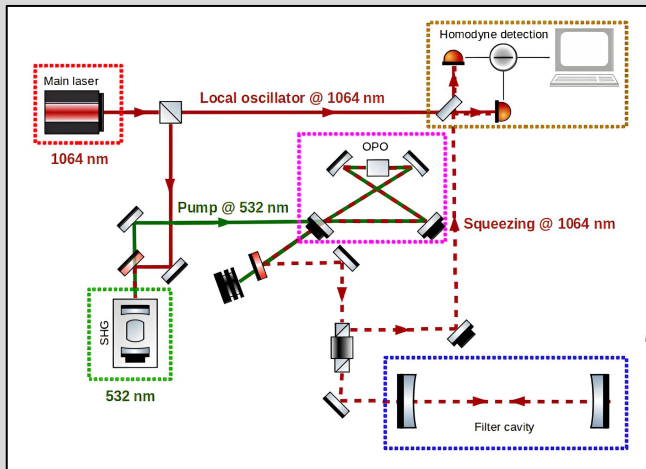 Homodyne detection
Main laser
Local oscillator @ 1064 nm
1064 nm
OPO
Pump @ 532 nm
Squeezing @ 1064 nm
SHG
532 nm
Filter cavity